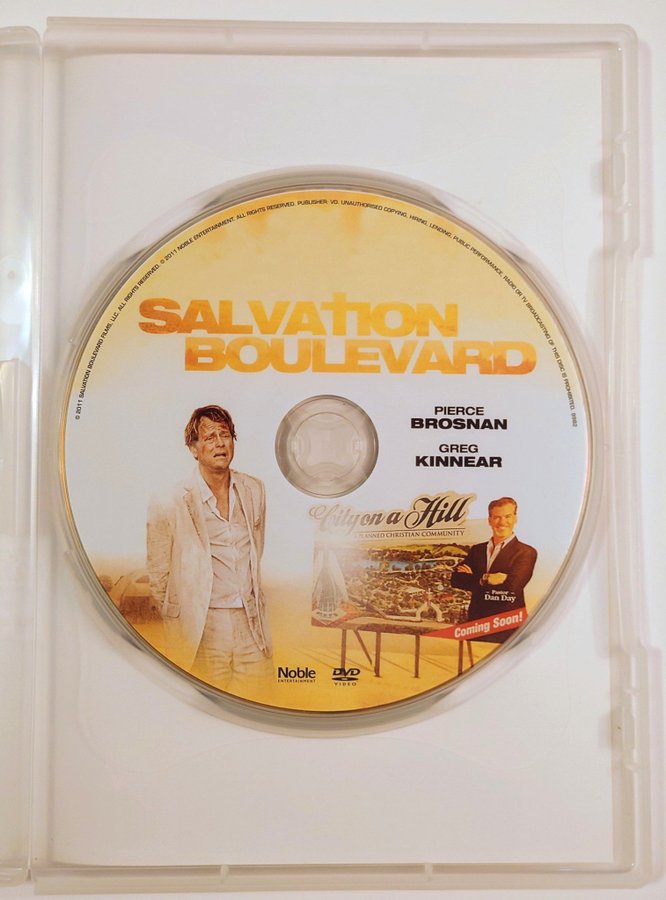 © 2011 SALVATION BOULEVARD FILMS, LLC. ALL RIGHTS RESERVED. © 2011 NOBLE ENTERTAINMENT. ALL RIGHTS RESERVED. PUBLISHER: VD. UNAUTHORISED COPYING, HIRING, LENDING, PUBLIC PERFORMANCE, RADIO OR TV BROADCASTING OF THIS DISC IS PROHIBITED.
SALVATION
BOULEVARD
PIERCE
BROSNAN
GREG
KINNEAR
City on a Hill
A PLANNED CHRISTIAN COMMUNITY
Pastor
Dan Day
Coming Soon!
Noble
ENTERTAINMENT
DVD
VIDEO